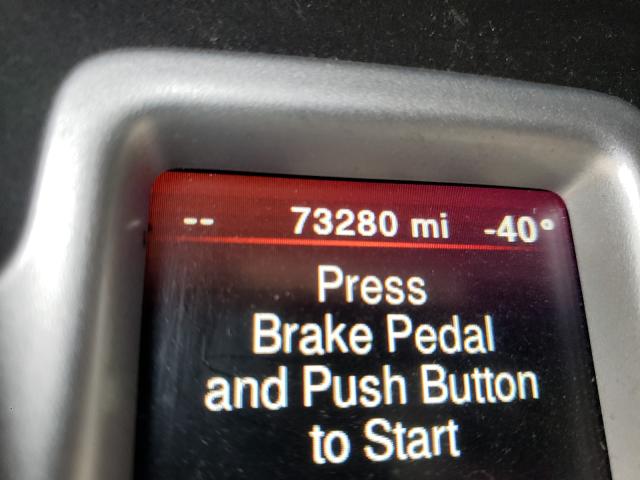 -- 73280 mi -40°
Press
Brake Pedal
and Push Button
to Start